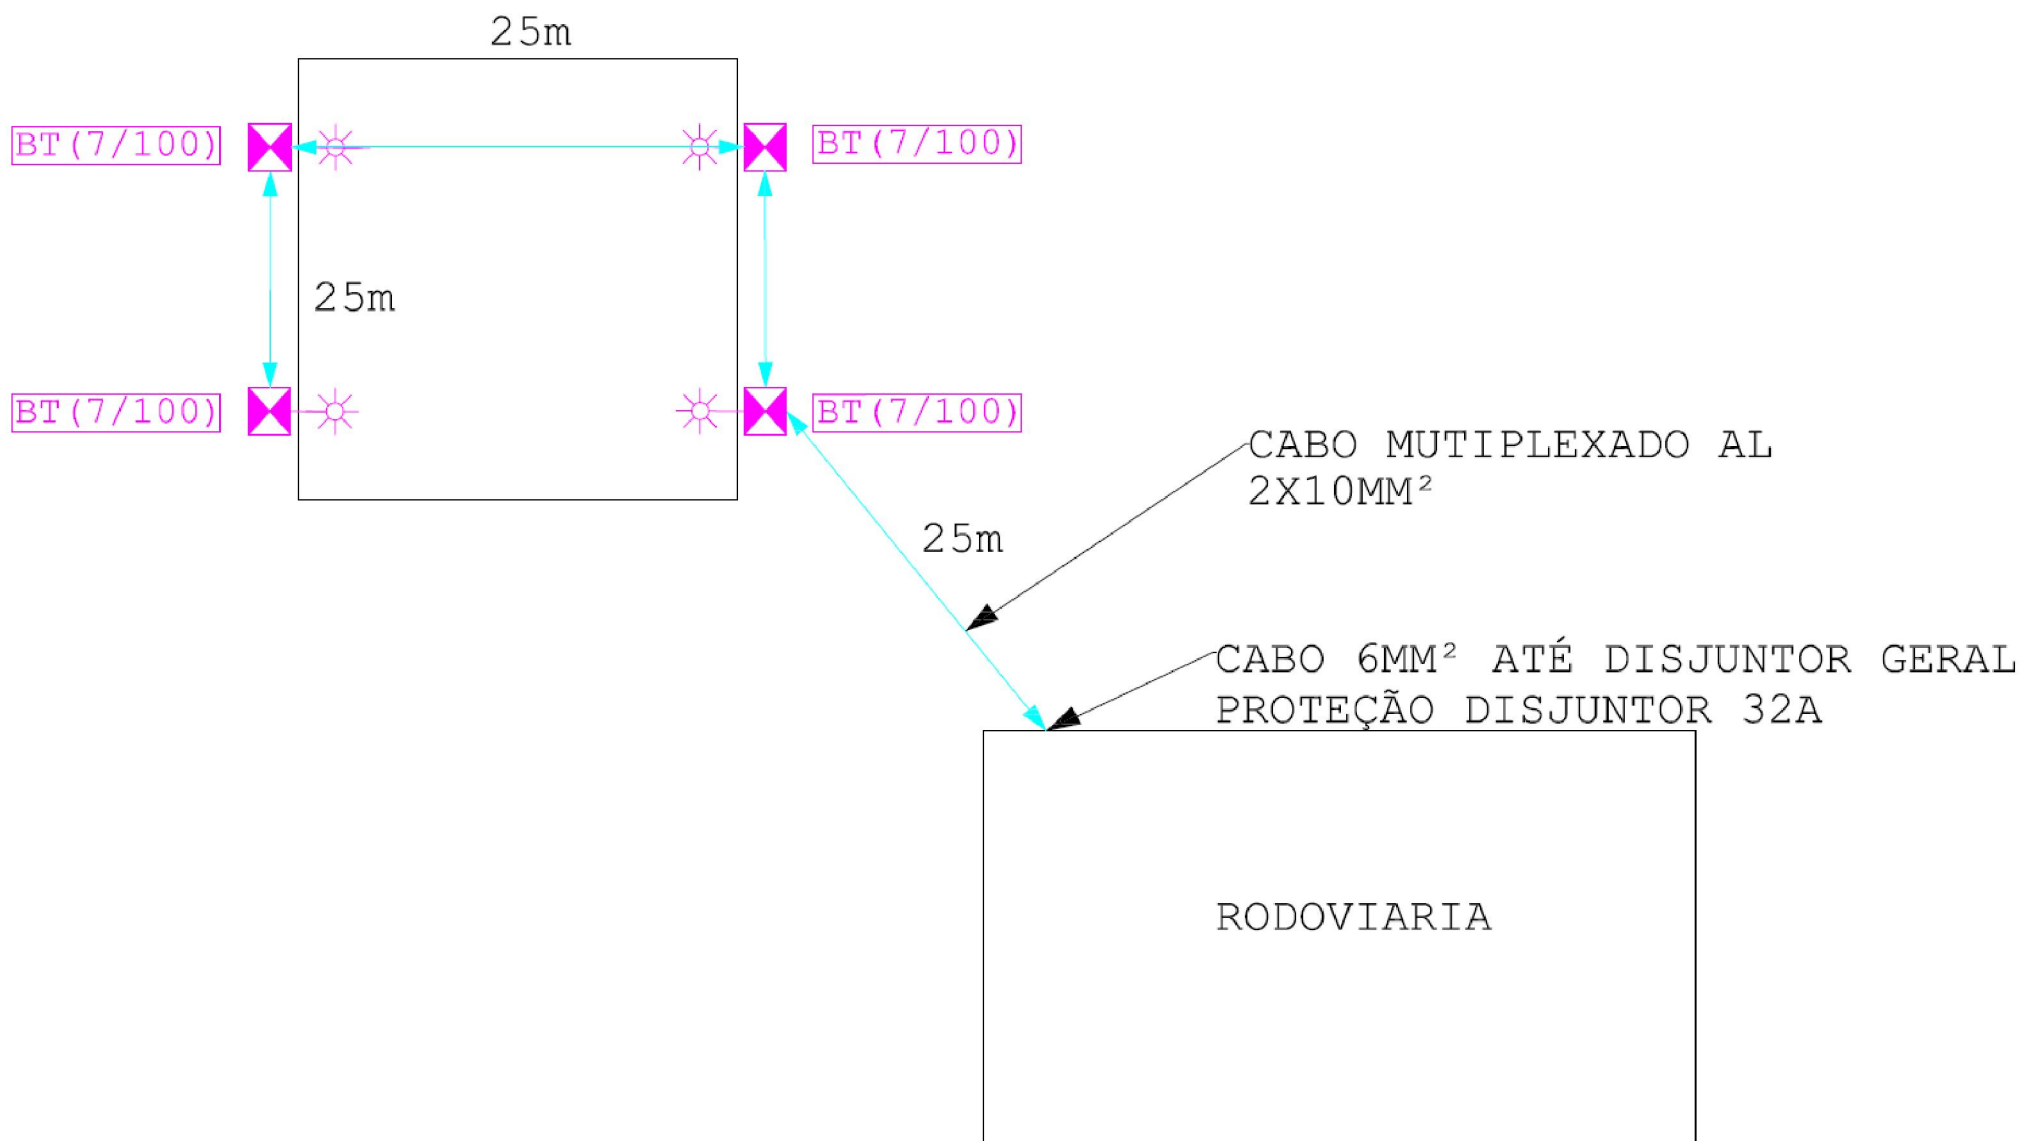 25m
BT(7/100)
BT(7/100)
25m
BT(7/100)
BT(7/100)
CABO MUTIPLEXADO AL
2X10MM²
25m
CABO 6MM² ATÉ DISJUNTOR GERAL
PROTEÇÃO DISJUNTOR 32A
RODOVIARIA